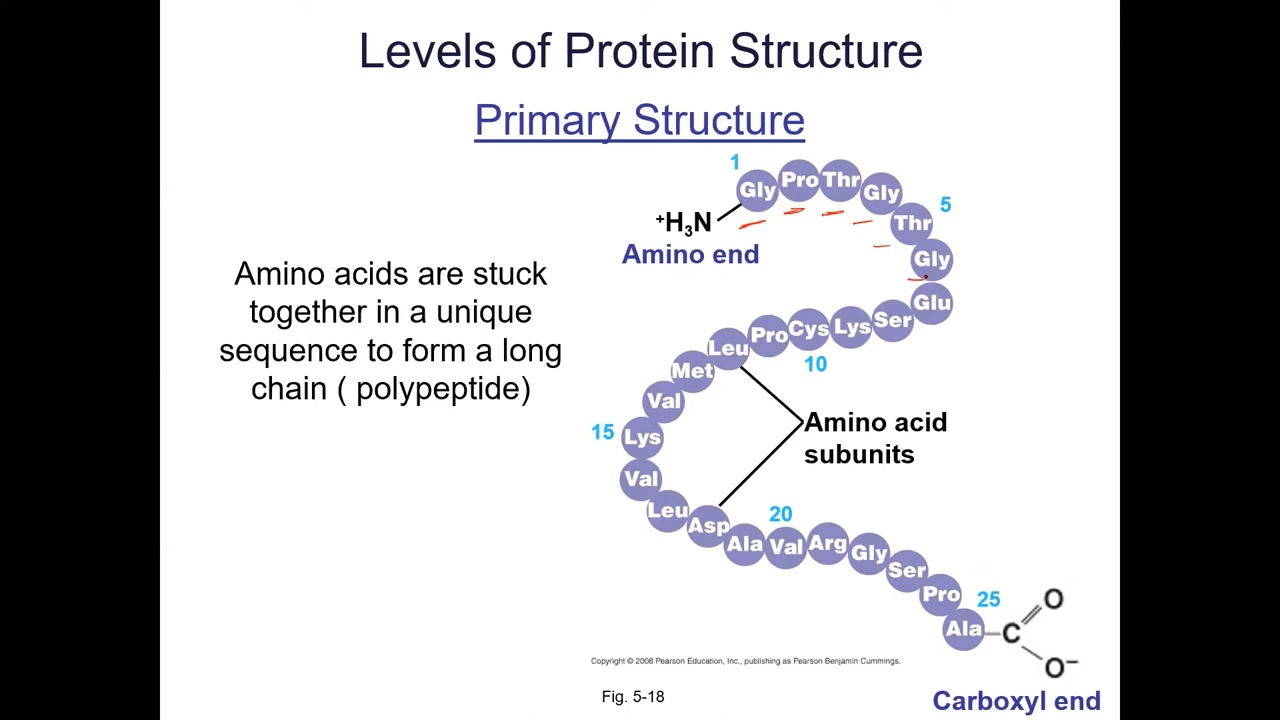 Levels of Protein Structure
Primary Structure
1
Gly Pro Thr Gly Thr Gly Glu Ser Lys Cys Pro Leu Met Val Lys Val Leu Asp Ala Val Arg Gly Ser Pro Ala
5
+H3N
Amino end
Amino acids are stuck
together in a unique
sequence to form a long
chain ( polypeptide)
10
15
Amino acid
subunits
20
25
C
O
O−
Copyright © 2008 Pearson Education, Inc., publishing as Pearson Benjamin Cummings.
Fig. 5-18
Carboxyl end